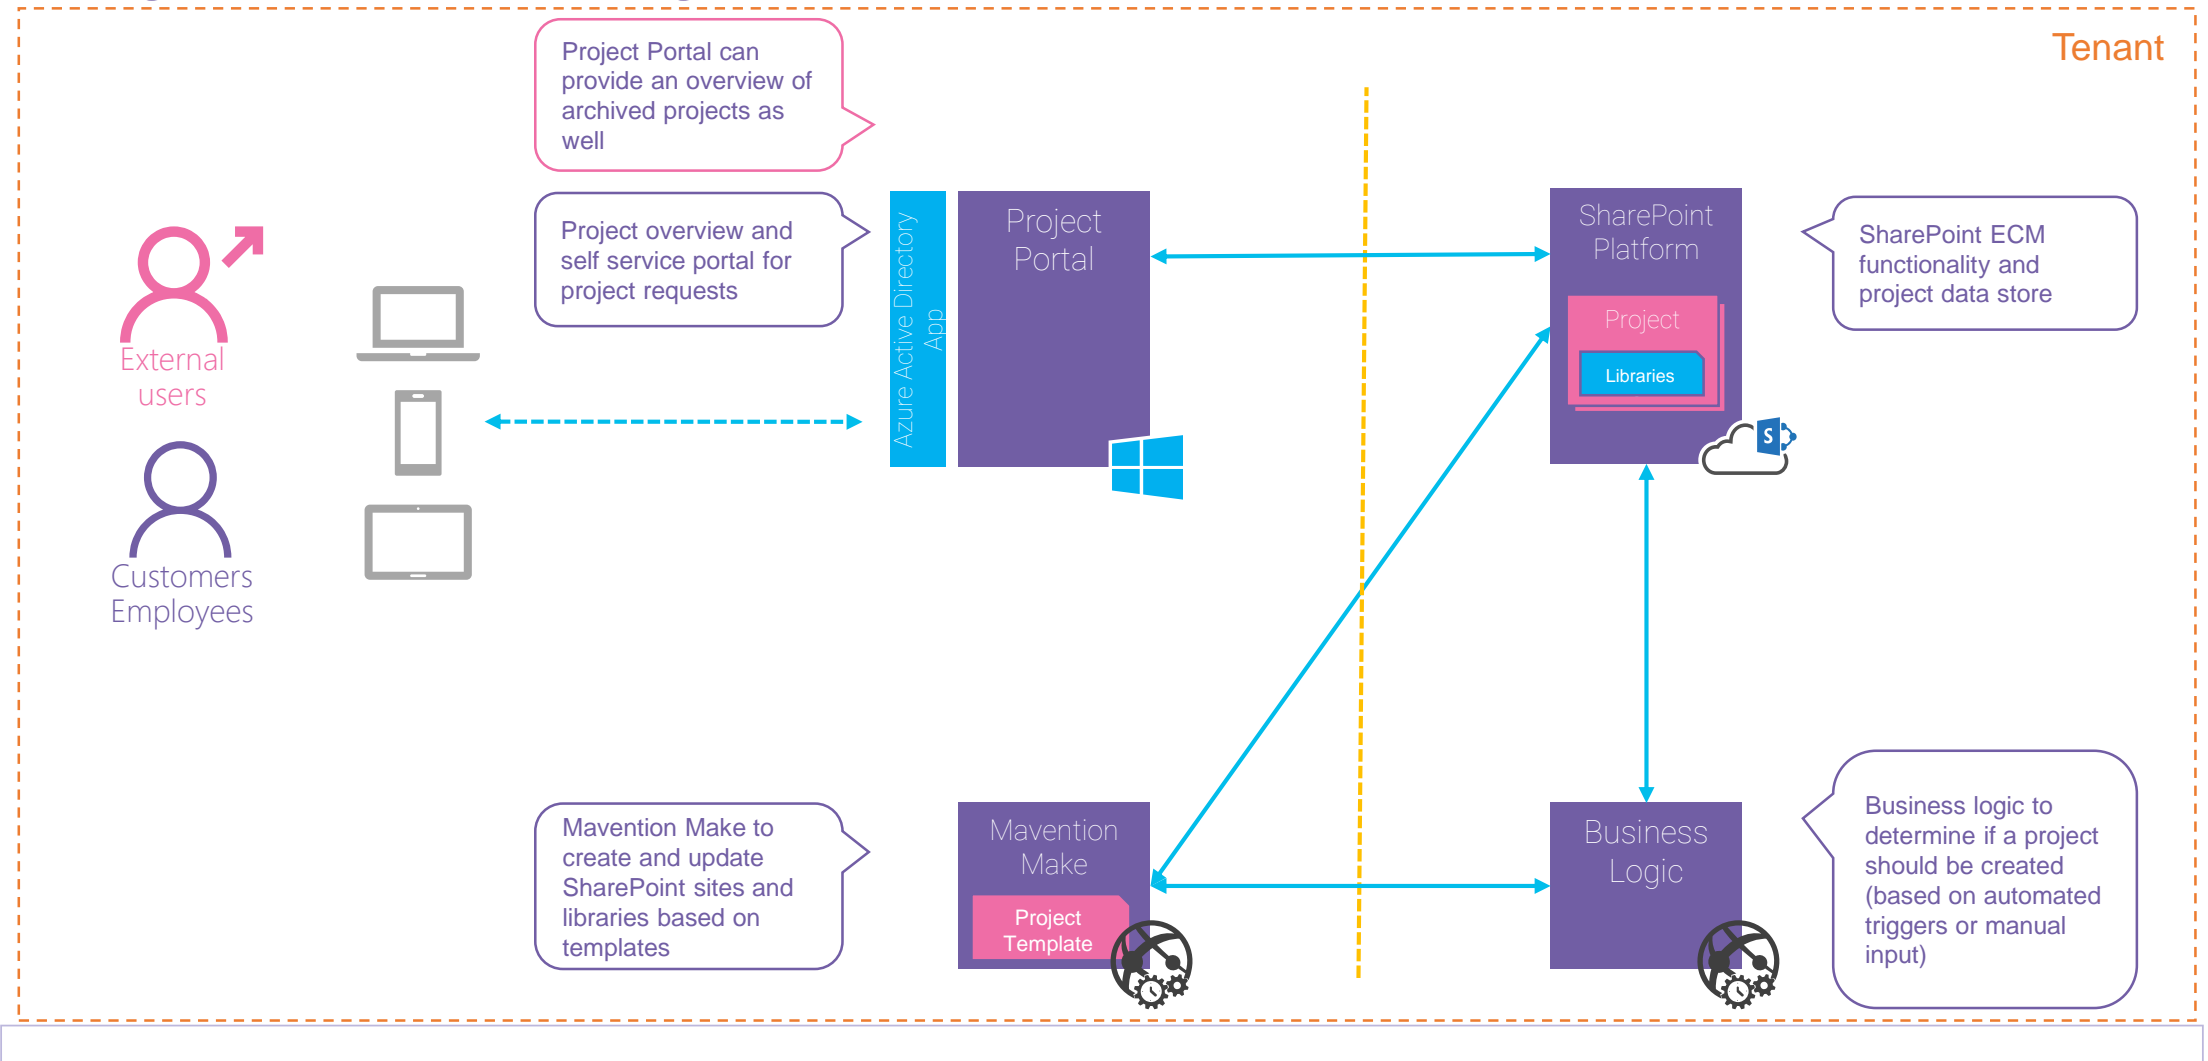 Tenant
Project Portal can
provide an overview of
archived projects as
well
Project overview and
self service portal for
project requests
Azure Active Directory
App
Project
Portal
SharePoint
Platform
Project
Libraries
S
SharePoint ECM
functionality and
project data store
External
users
Customers
Employees
Mavention Make to
create and update
SharePoint sites and
libraries based on
templates
Mavention
Make
Project
Template
Business
Logic
Business logic to
determine if a project
should be created
(based on automated
triggers or manual
input)